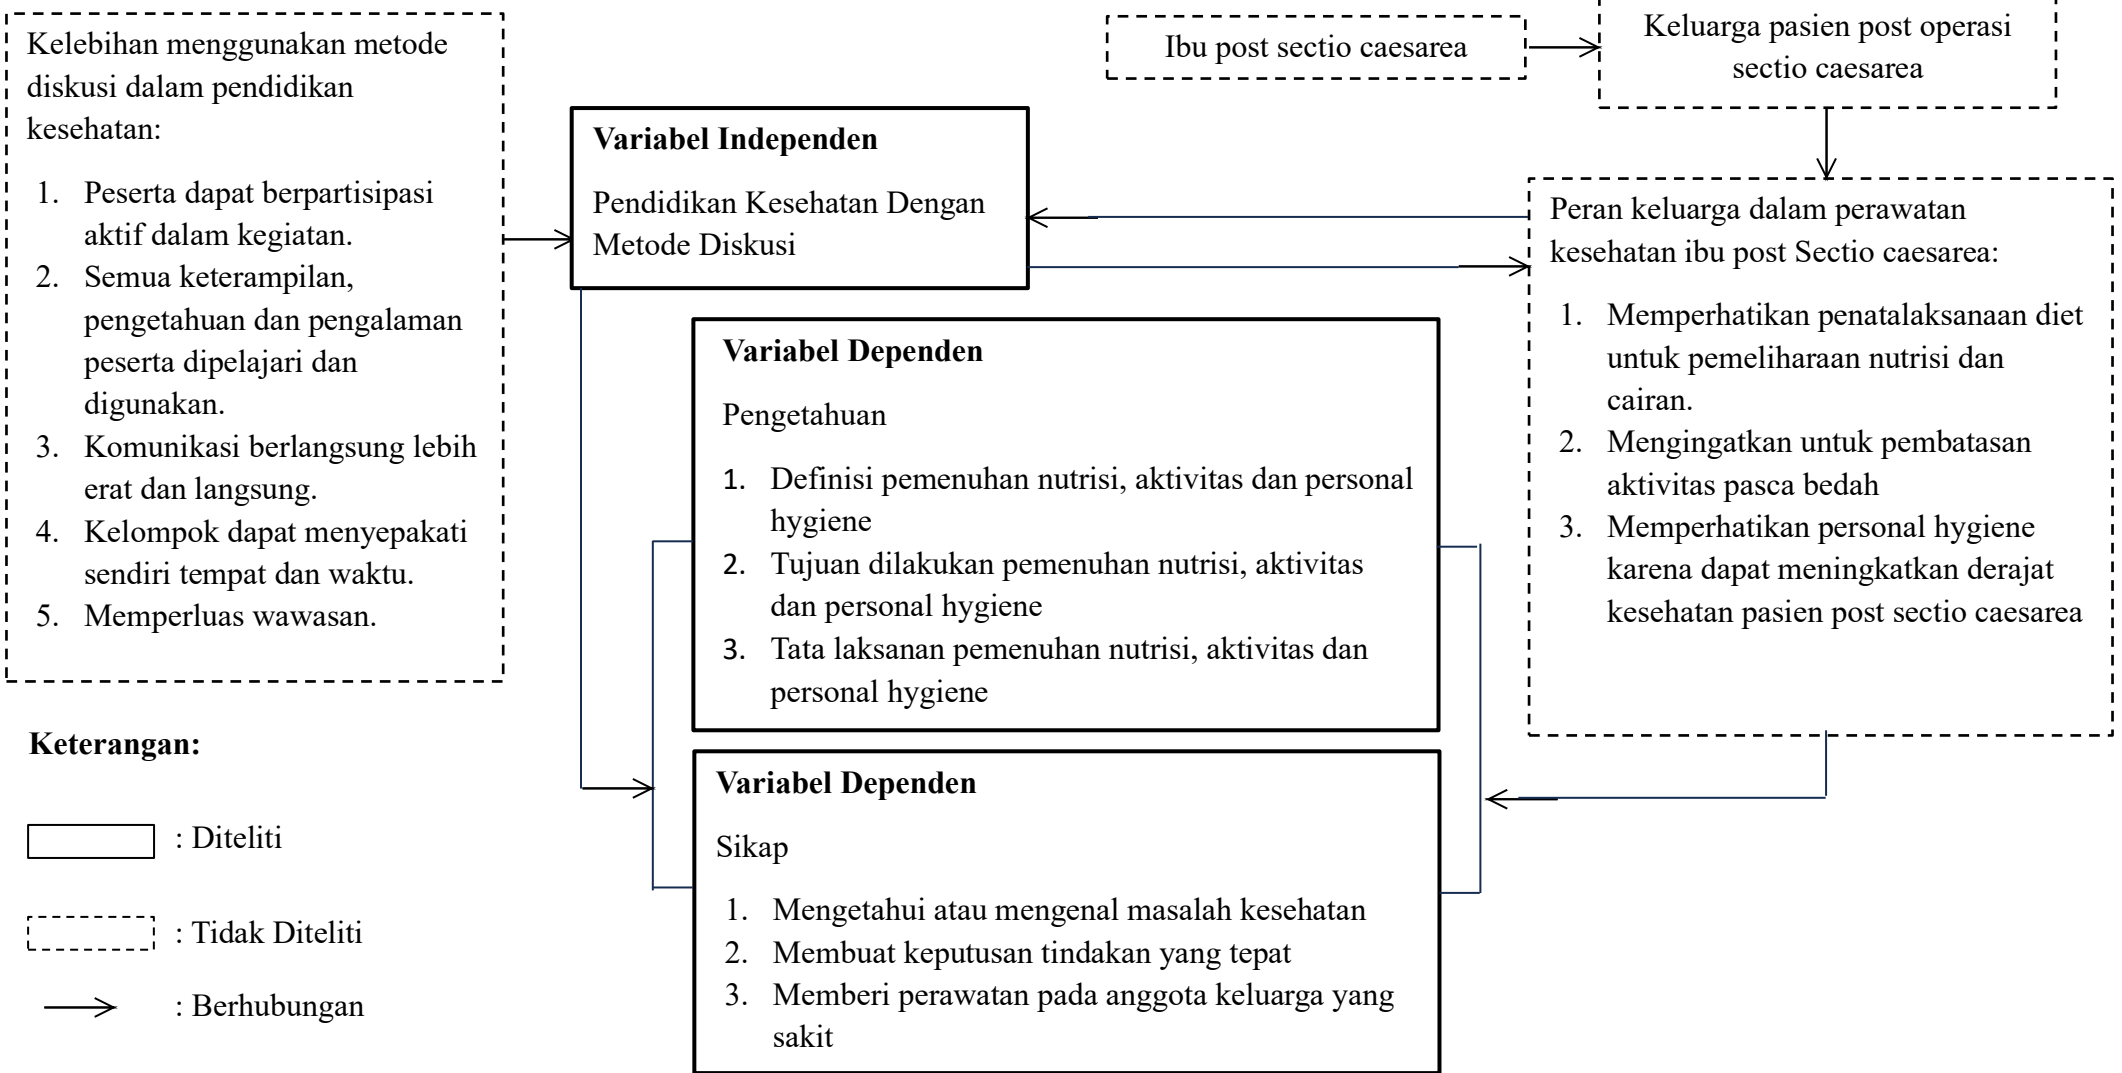 Kelebihan menggunakan metode
diskusi dalam pendidikan
kesehatan:
1. Peserta dapat berpartisipasi
aktif dalam kegiatan.
2. Semua keterampilan,
pengetahuan dan pengalaman
peserta dipelajari dan
digunakan.
3. Komunikasi berlangsung lebih
erat dan langsung.
4. Kelompok dapat menyepakati
sendiri tempat dan waktu.
5. Memperluas wawasan.
Variabel Independen
Pendidikan Kesehatan Dengan
Metode Diskusi
Ibu post sectio caesarea
Keluarga pasien post operasi
sectio caesarea
Peran keluarga dalam perawatan
kesehatan ibu post Sectio caesarea:
1. Memperhatikan penatalaksanaan diet
untuk pemeliharaan nutrisi dan
cairan.
2. Mengingatkan untuk pembatasan
aktivitas pasca bedah
3. Memperhatikan personal hygiene
karena dapat meningkatkan derajat
kesehatan pasien post sectio caesarea
Variabel Dependen
Pengetahuan
1. Definisi pemenuhan nutrisi, aktivitas dan personal
hygiene
2. Tujuan dilakukan pemenuhan nutrisi, aktivitas
dan personal hygiene
3. Tata laksanan pemenuhan nutrisi, aktivitas dan
personal hygiene
Variabel Dependen
Sikap
1. Mengetahui atau mengenal masalah kesehatan
2. Membuat keputusan tindakan yang tepat
3. Memberi perawatan pada anggota keluarga yang
sakit
Keterangan:
: Diteliti
: Tidak Diteliti
: Berhubungan